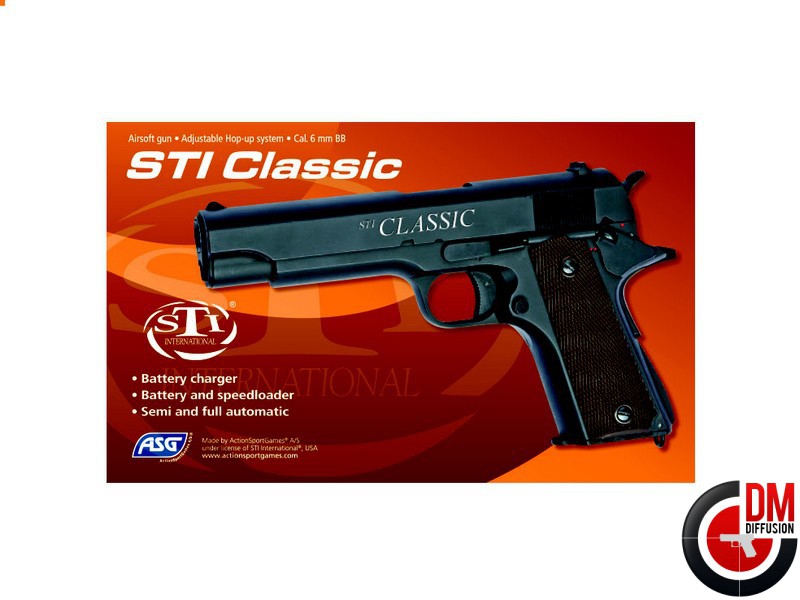 Airsoft gun • Adjustable Hop-up system • Cal. 6 mm BB
STI Classic
STI CLASSIC
STI ®
INTERNATIONAL
STI
INTERNATIONAL
• Battery charger
• Battery and speedloader
• Semi and full automatic
ASG
Made by ActionSportGames® A/S
under license of STI International®, USA
www.actionsportgames.com
DM
DIFFUSION